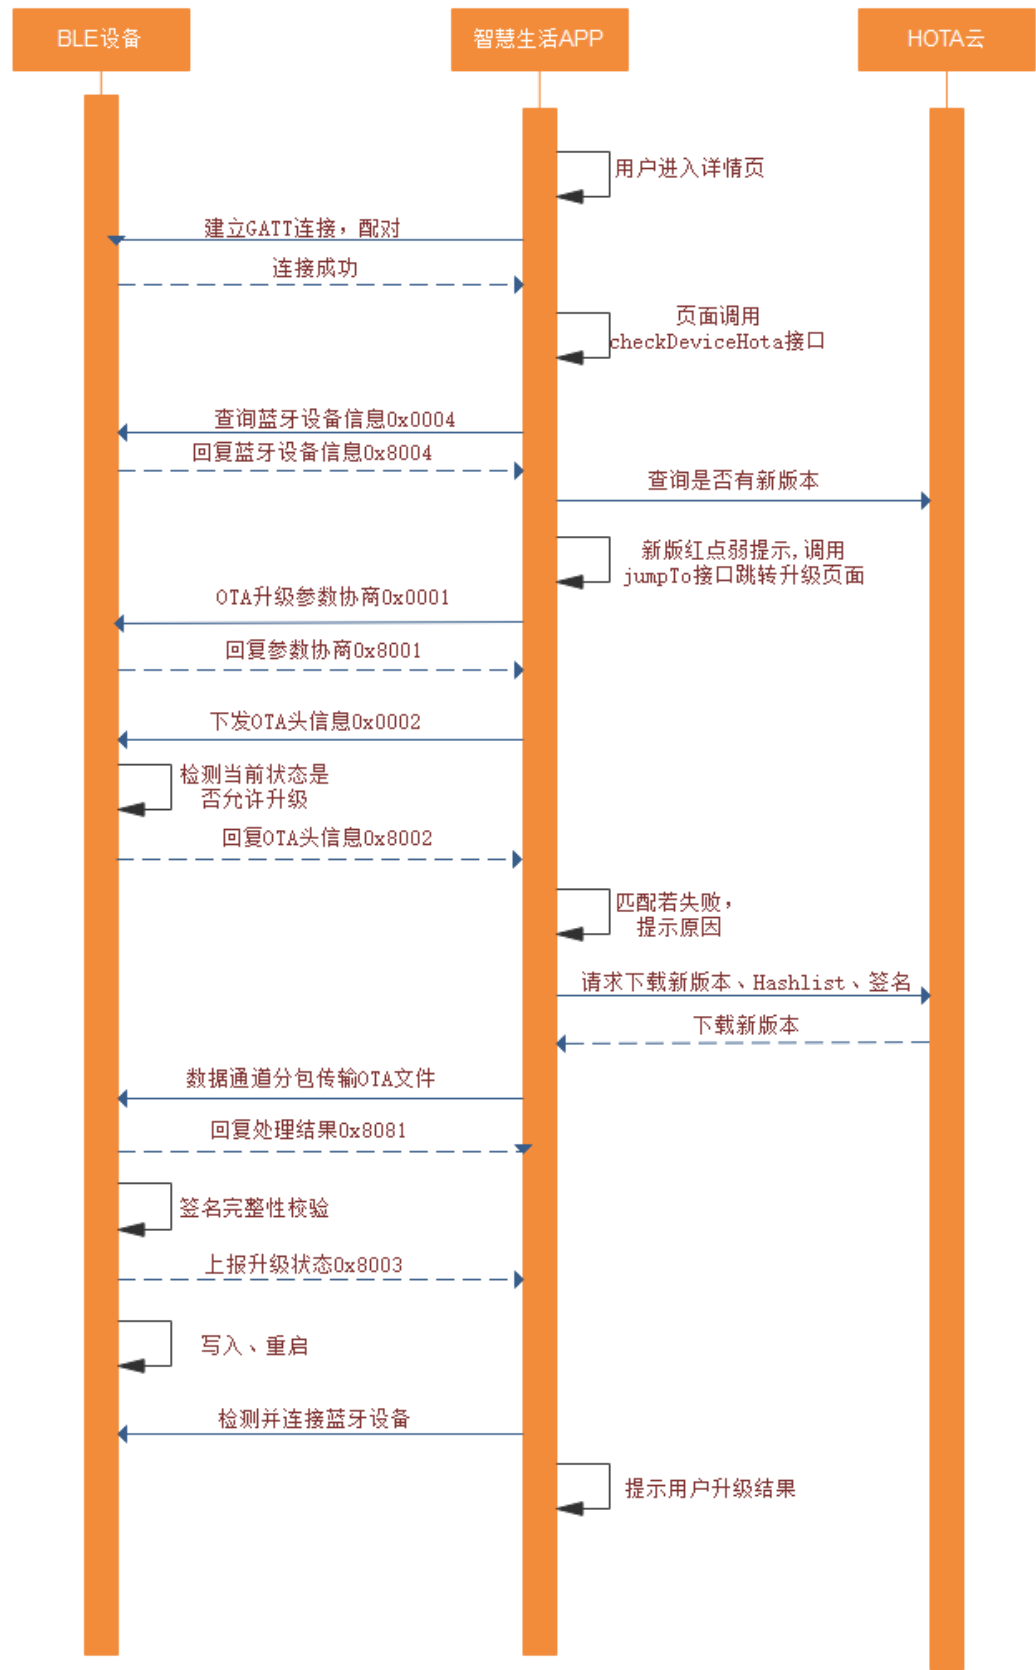 BLE设备
智慧生活APP
HOTA云
用户进入详情页
建立GATT连接，配对
连接成功
页面调用
checkDeviceHota接口
查询蓝牙设备信息0x0004
回复蓝牙设备信息0x8004
查询是否有新版本
新版红点弱提示,调用
jumpTo接口跳转升级页面
OTA升级参数协商0x0001
回复参数协商0x8001
下发OTA头信息0x0002
检测当前状态是
否允许升级
回复OTA头信息0x8002
匹配若失败，
提示原因
请求下载新版本、Hashlist、签名
下载新版本
数据通道分包传输OTA文件
回复处理结果0x8081
签名完整性校验
上报升级状态0x8003
写入、重启
检测并连接蓝牙设备
提示用户升级结果